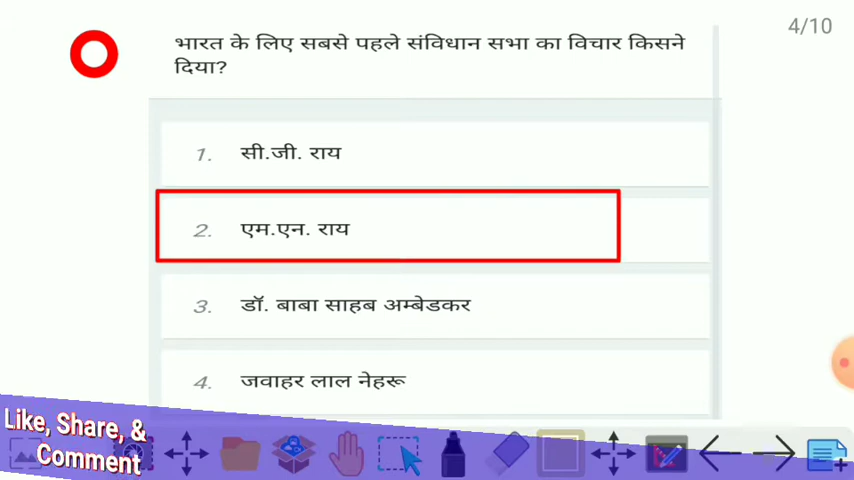 4/10
भारत के लिए सबसे पहले संविधान सभा का विचार किसने
दिया?
1. सी.जी. राय
2. एम.एन. राय
3. डॉ. बाबा साहब अम्बेडकर
4. जवाहर लाल नेहरू
Like, Share, &
Comment